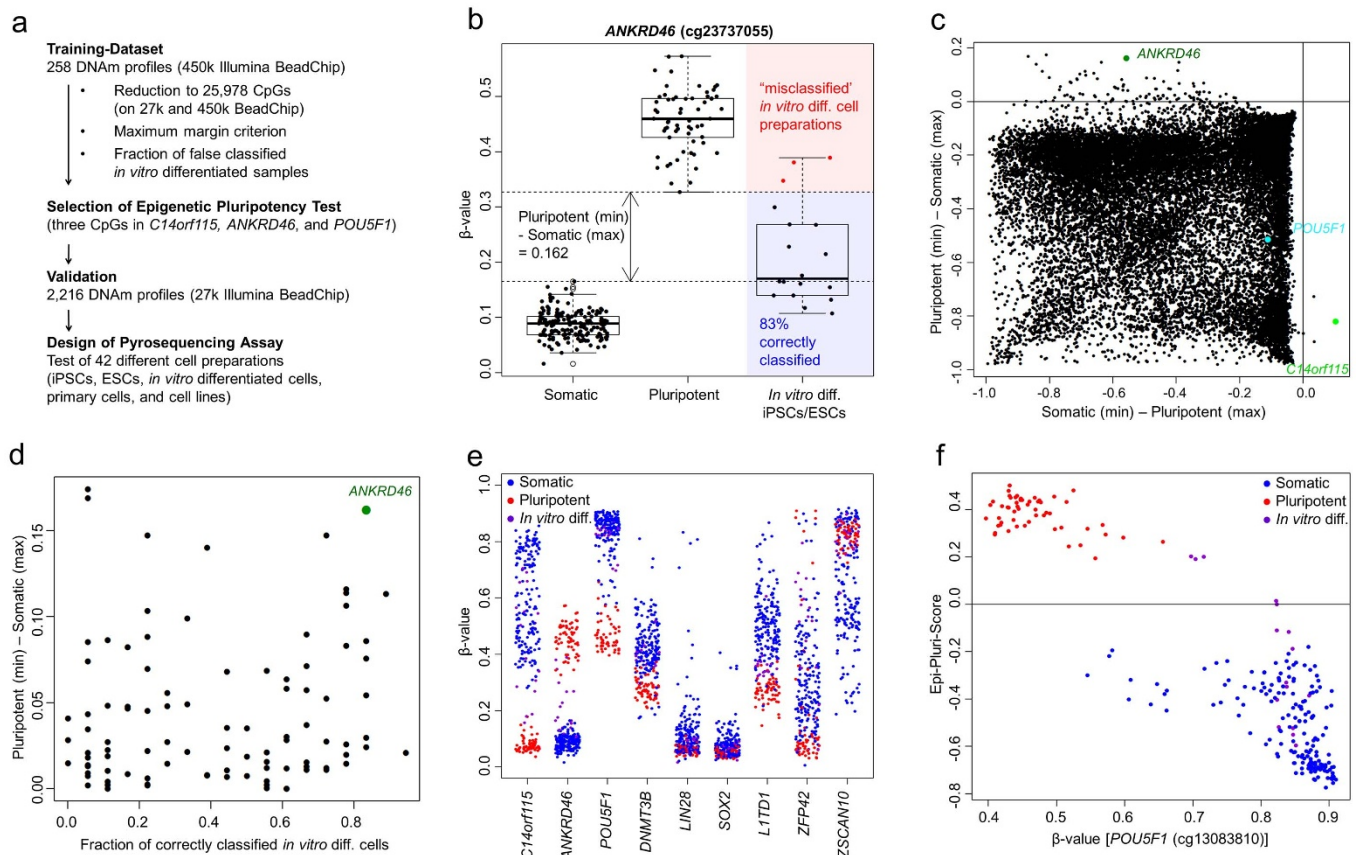 a
Training-Dataset
258 DNAm profiles (450k Illumina BeadChip)
• Reduction to 25,978 CpGs
(on 27k and 450k BeadChip)
• Maximum margin criterion
• Fraction of false classified
in vitro differentiated samples
Selection of Epigenetic Pluripotency Test
(three CpGs in C14orf115, ANKRD46, and POU5F1)
Validation
2,216 DNAm profiles (27k Illumina BeadChip)
Design of Pyrosequencing Assay
Test of 42 different cell preparations
(iPSCs, ESCs, in vitro differentiated cells,
primary cells, and cell lines)
b
ANKRD46 (cg23737055)
β-value
0.5
0.4
0.3
0.2
0.1
0.0
"misclassified'
in vitro diff. cell
preparations
Pluripotent (min)
- Somatic (max)
= 0.162
83%
correctly
classified
Somatic
Pluripotent
In vitro diff.
iPSCs/ESCs
c
Pluripotent (min) – Somatic (max)
0.2
0.0
-0.2
-0.4
-0.6
-0.8
-1.0
ANKRD46
POU5F1
C14orf115
-1.0 -0.8 -0.6 -0.4 -0.2 0.0
Somatic (min) – Pluripotent (max)
d
Pluripotent (min) – Somatic (max)
0.15
0.10
0.05
0.00
ANKRD46
0.0 0.2 0.4 0.6 0.8
Fraction of correctly classified in vitro diff. cells
e
β-value
1.0
0.8
0.6
0.4
0.2
0.0
Somatic
Pluripotent
In vitro diff.
C14orf115
ANKRD46
POU5F1
DNMT3B
LIN28
SOX2
L1TD1
ZFP42
ZSCAN10
f
Epi-Pluri-Score
0.4
0.2
0.0
-0.2
-0.4
-0.6
-0.8
Somatic
Pluripotent
In vitro diff.
0.4 0.5 0.6 0.7 0.8 0.9
β-value [POU5F1 (cg13083810)]